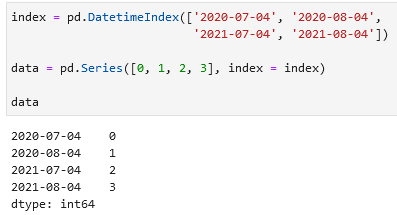 index = pd.DatetimeIndex(['2020-07-04', '2020-08-04',
'2021-07-04', '2021-08-04'])
data = pd.Series([0, 1, 2, 3], index = index)
data
2020-07-04    0
2020-08-04    1
2021-07-04    2
2021-08-04    3
dtype: int64